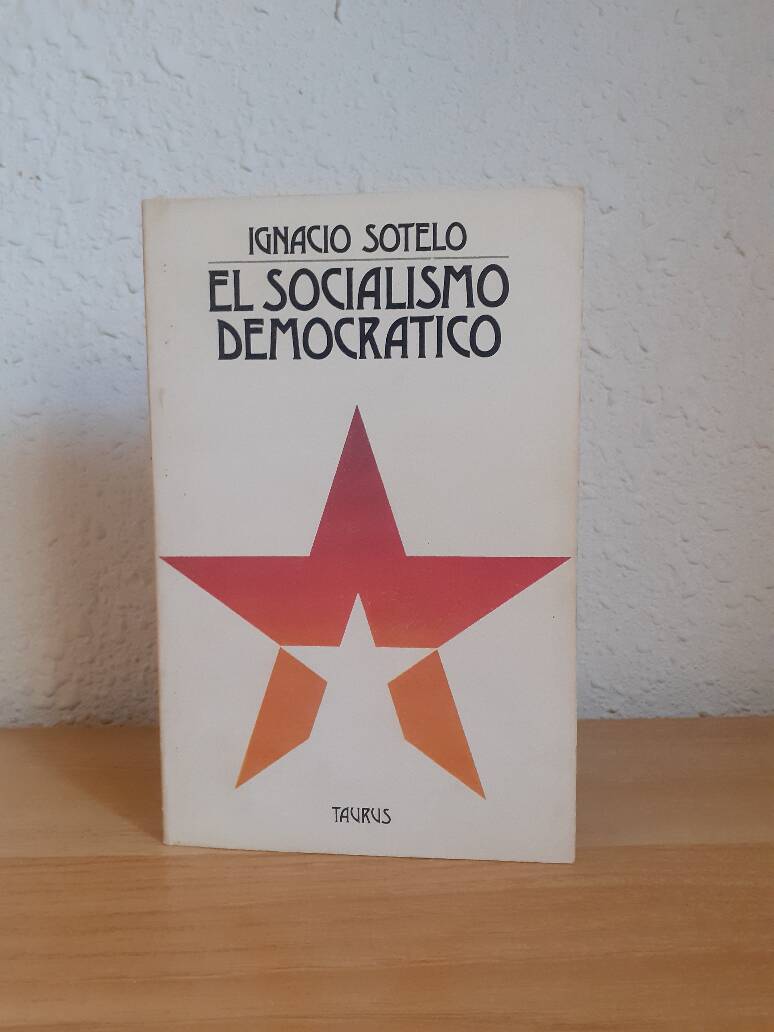 IGNACIO SOTELO
EL SOCIALISMO
DEMOCRATICO
TAURUS